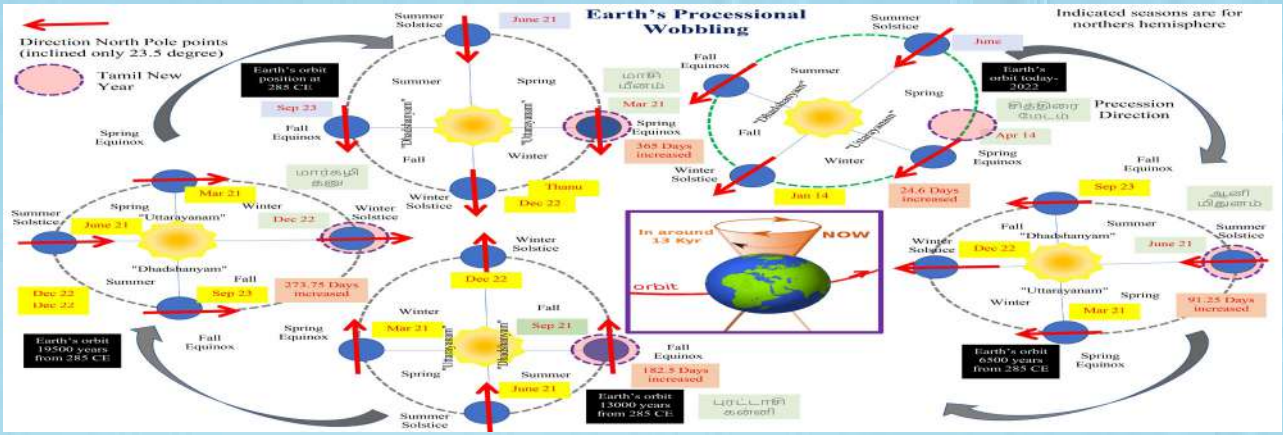 Earth's Processional
Wobbling
Indicated seasons are for
northers hemisphere
Direction North Pole points
(inclined only 23.5 degree)
Tamil New
Year
Summer
Solstice
June 21
Earth's orbit
position at
285 CE
Summer
Spring
Sep 23
Fall
Equinox
"Dhadshanyam"
"Uttarayanam"
மாசி
மீனம்
Mar 21
Spring
Equinox
365 Days
increased
Fall
Winter
Winter
Solstice
Thanu
Dec 22
Summer
Solstice
June
Fall
Equinox
Summer
Earth's
orbit today-
2022
Spring
சித்திரை
மேடம்
Precession
Direction
"Dhadshanyam"
Fall
"Uttarayanam"
Apr 14
Spring
Equinox
Winter
Winter
Solstice
Jan 14
24.6 Days
increased
Spring
Equinox
மார்கழி
தனு
Mar 21
Spring
Winter
Summer
Solstice
June 21
"Uttarayanam"
Dec 22
Winter
Solstice
"Dhadshanyam"
Summer
Fall
Dec 22
Dec 22
Sep 23
273.75 Days
increased
Fall
Equinox
Earth's orbit
19500 years
from 285 CE
Winter
Solstice
Dec 22
Winter
Fall
Spring
Equinox
Mar 21
"Uttarayanam"
"Dhadshanyam"
Sep 21
Fall
Equinox
Spring
Summer
182.5 Days
increased
June 21
Summer
Solstice
Earth's orbit
13000 years
from 285 CE
புரட்டாசி
கன்னி
In around
13 Kyr
NOW
orbit
Fall
Equinox
Sep 23
ஆனி
மிதுனம்
Fall
Summer
Winter
Solstice
Dec 22
"Dhadshanyam"
June 21
Summer
Solstice
"Uttarayanam"
Winter
Spring
Mar 21
91.25 Days
increased
Spring
Equinox
Earth's orbit
6500 years
from 285 CE